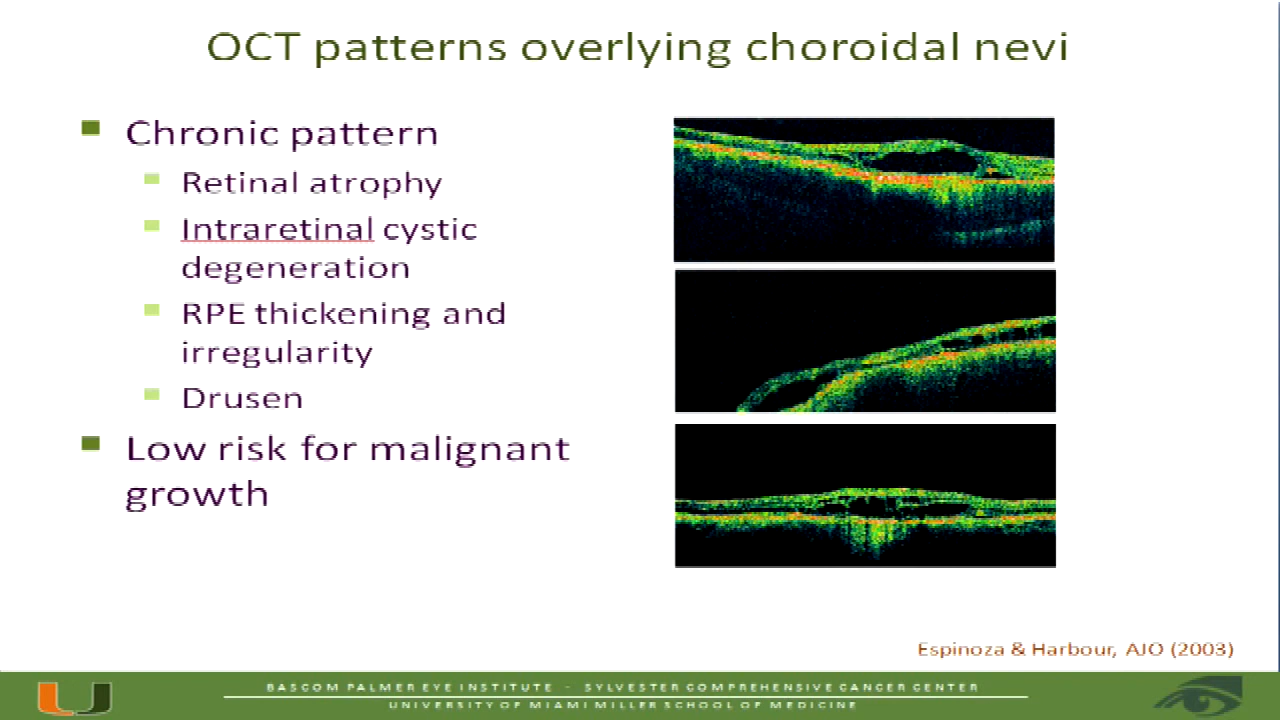 OCT patterns overlying choroidal nevi
Chronic pattern
Retinal atrophy
Intraretinal cystic
degeneration
RPE thickening and
irregularity
Drusen
Low risk for malignant
growth
Espinoza & Harbour, AJO (2003)
BASCOM PALMER EYE INSTITUTE - SYLVESTER COMPREHENSIVE CANCER CENTER
UNIVERSITY OF MIAMI MILLER SCHOOL OF MEDICINE